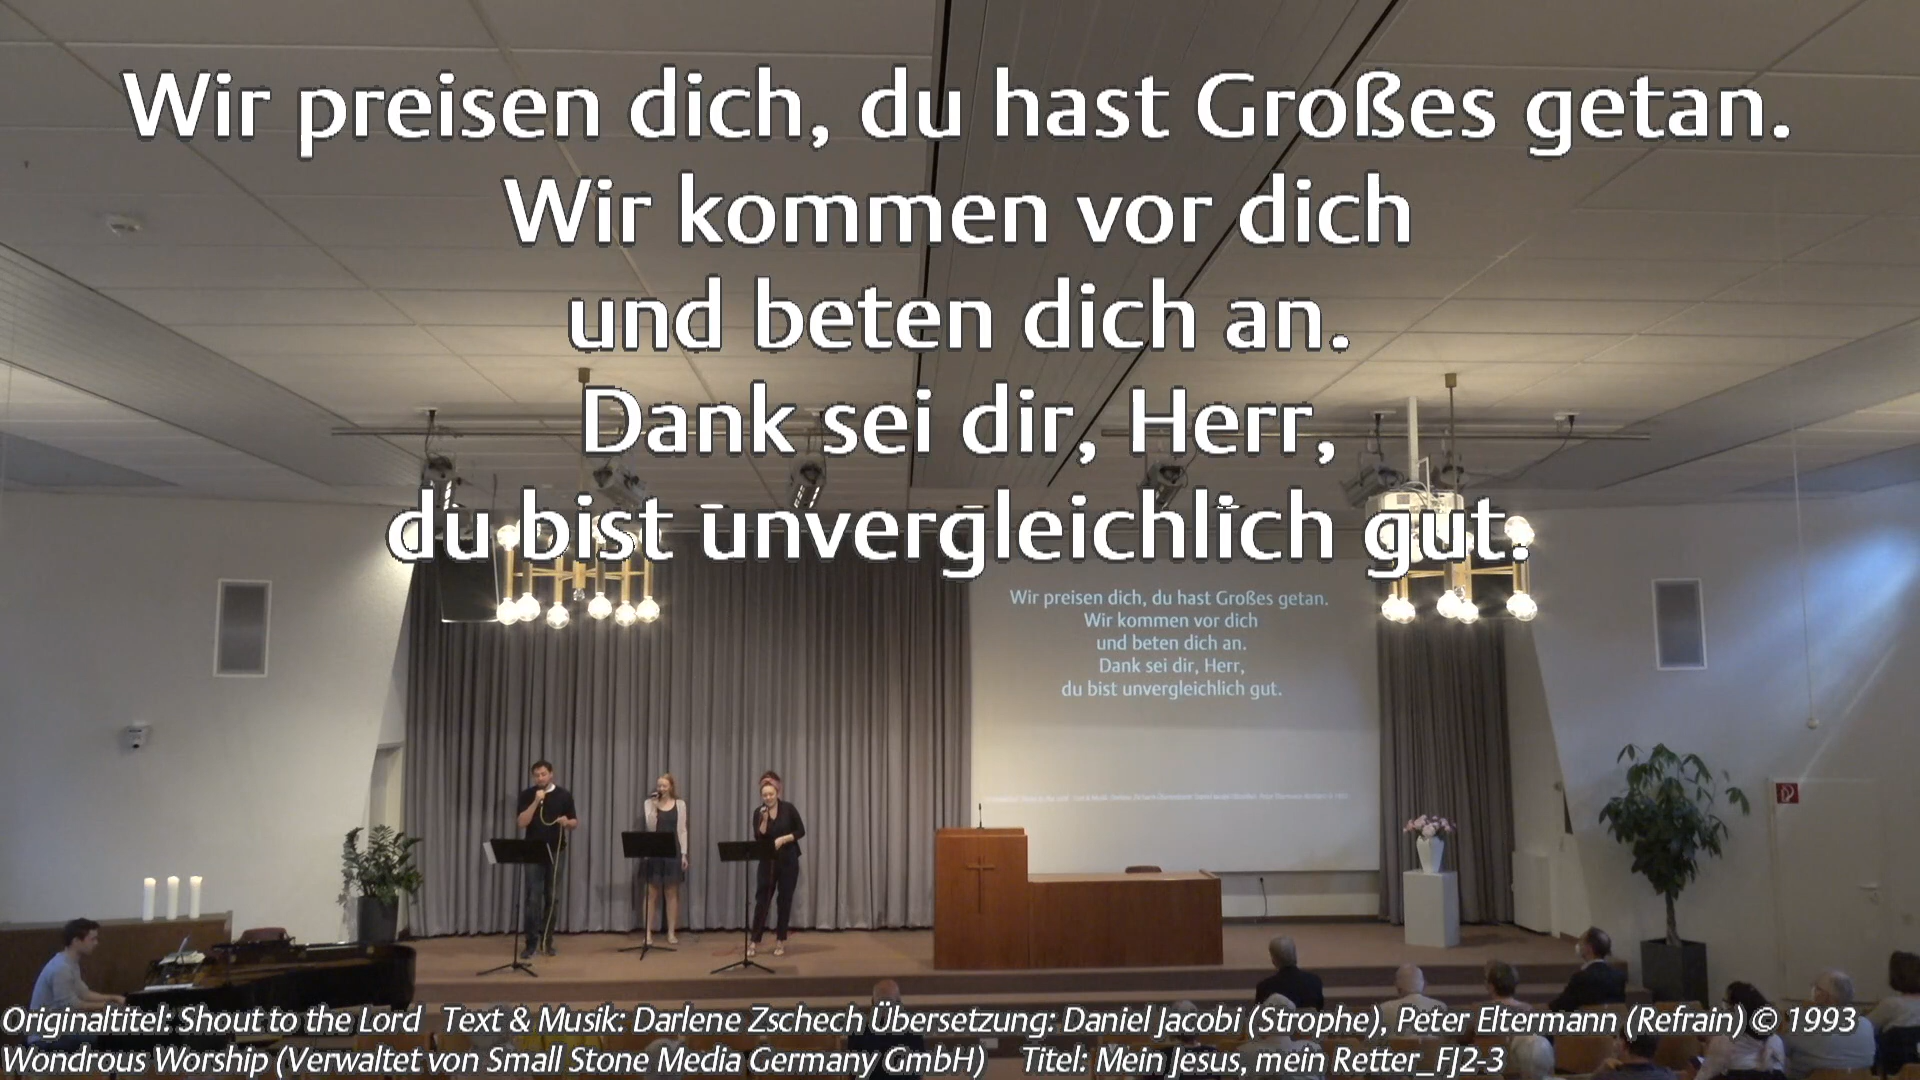 Wir preisen dich, du hast Großes getan.
Wir kommen vor dich
und beten dich an.
Dank sei dir, Herr,
du bist unvergleichlich gut.
Wir preisen dich, du hast Großes getan.
Wir kommen vor dich
und beten dich an.
Dank sei dir, Herr,
du bist unvergleichlich gut.
Originaltitel: Shout to the Lord Text & Musik: Darlene Zschech Übersetzung: Daniel Jacobi (Strophe), Peter Eltermann (Refrain) © 1993
Wondrous Worship (Verwaltet von Small Stone Media Germany GmbH) Titel: Mein Jesus, mein Retter_FJ2-3